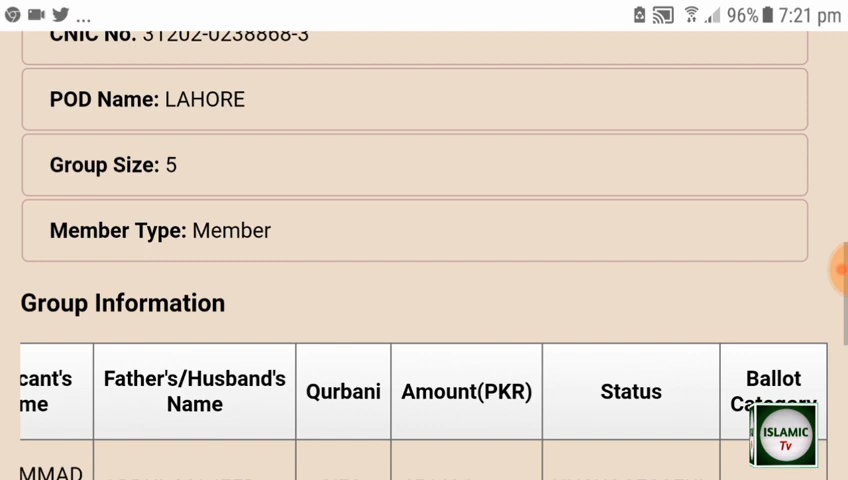 ...
96%
7:21 pm
CNIC No. 31202-0238868-3
POD Name: LAHORE
Group Size: 5
Member Type: Member
Group Information
cant's
me
Father's/Husband's
Name
Qurbani
Amount(PKR)
Status
Ballot
Category
ISLAMIC
Tv
MMAD